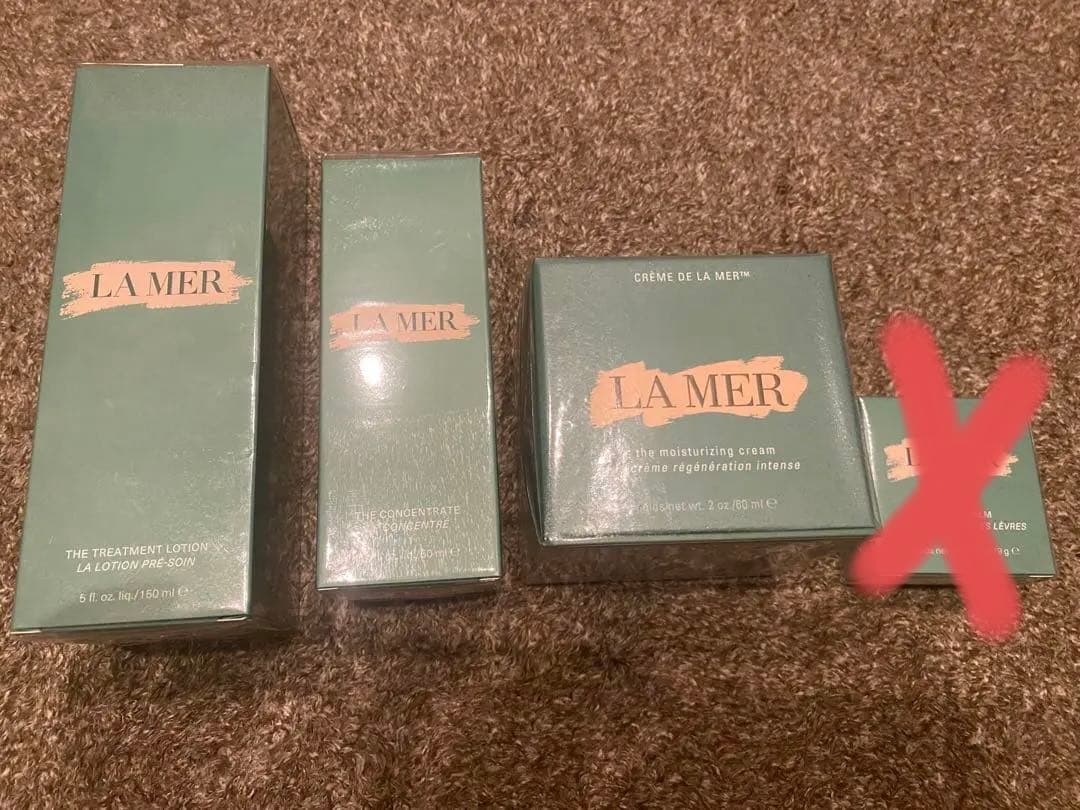 LA MER
THE TREATMENT LOTION
LA LOTION PRÉ-SOIN
5 fl. oz. liq./150 ml e
LA MER
THE CONCENTRATE
CONCENTRÉ
CRÈME DE LA MER™
LA MER
the moisturizing cream
crème régénération intense
net wt. 2 oz /60 ml e
LÈVRES